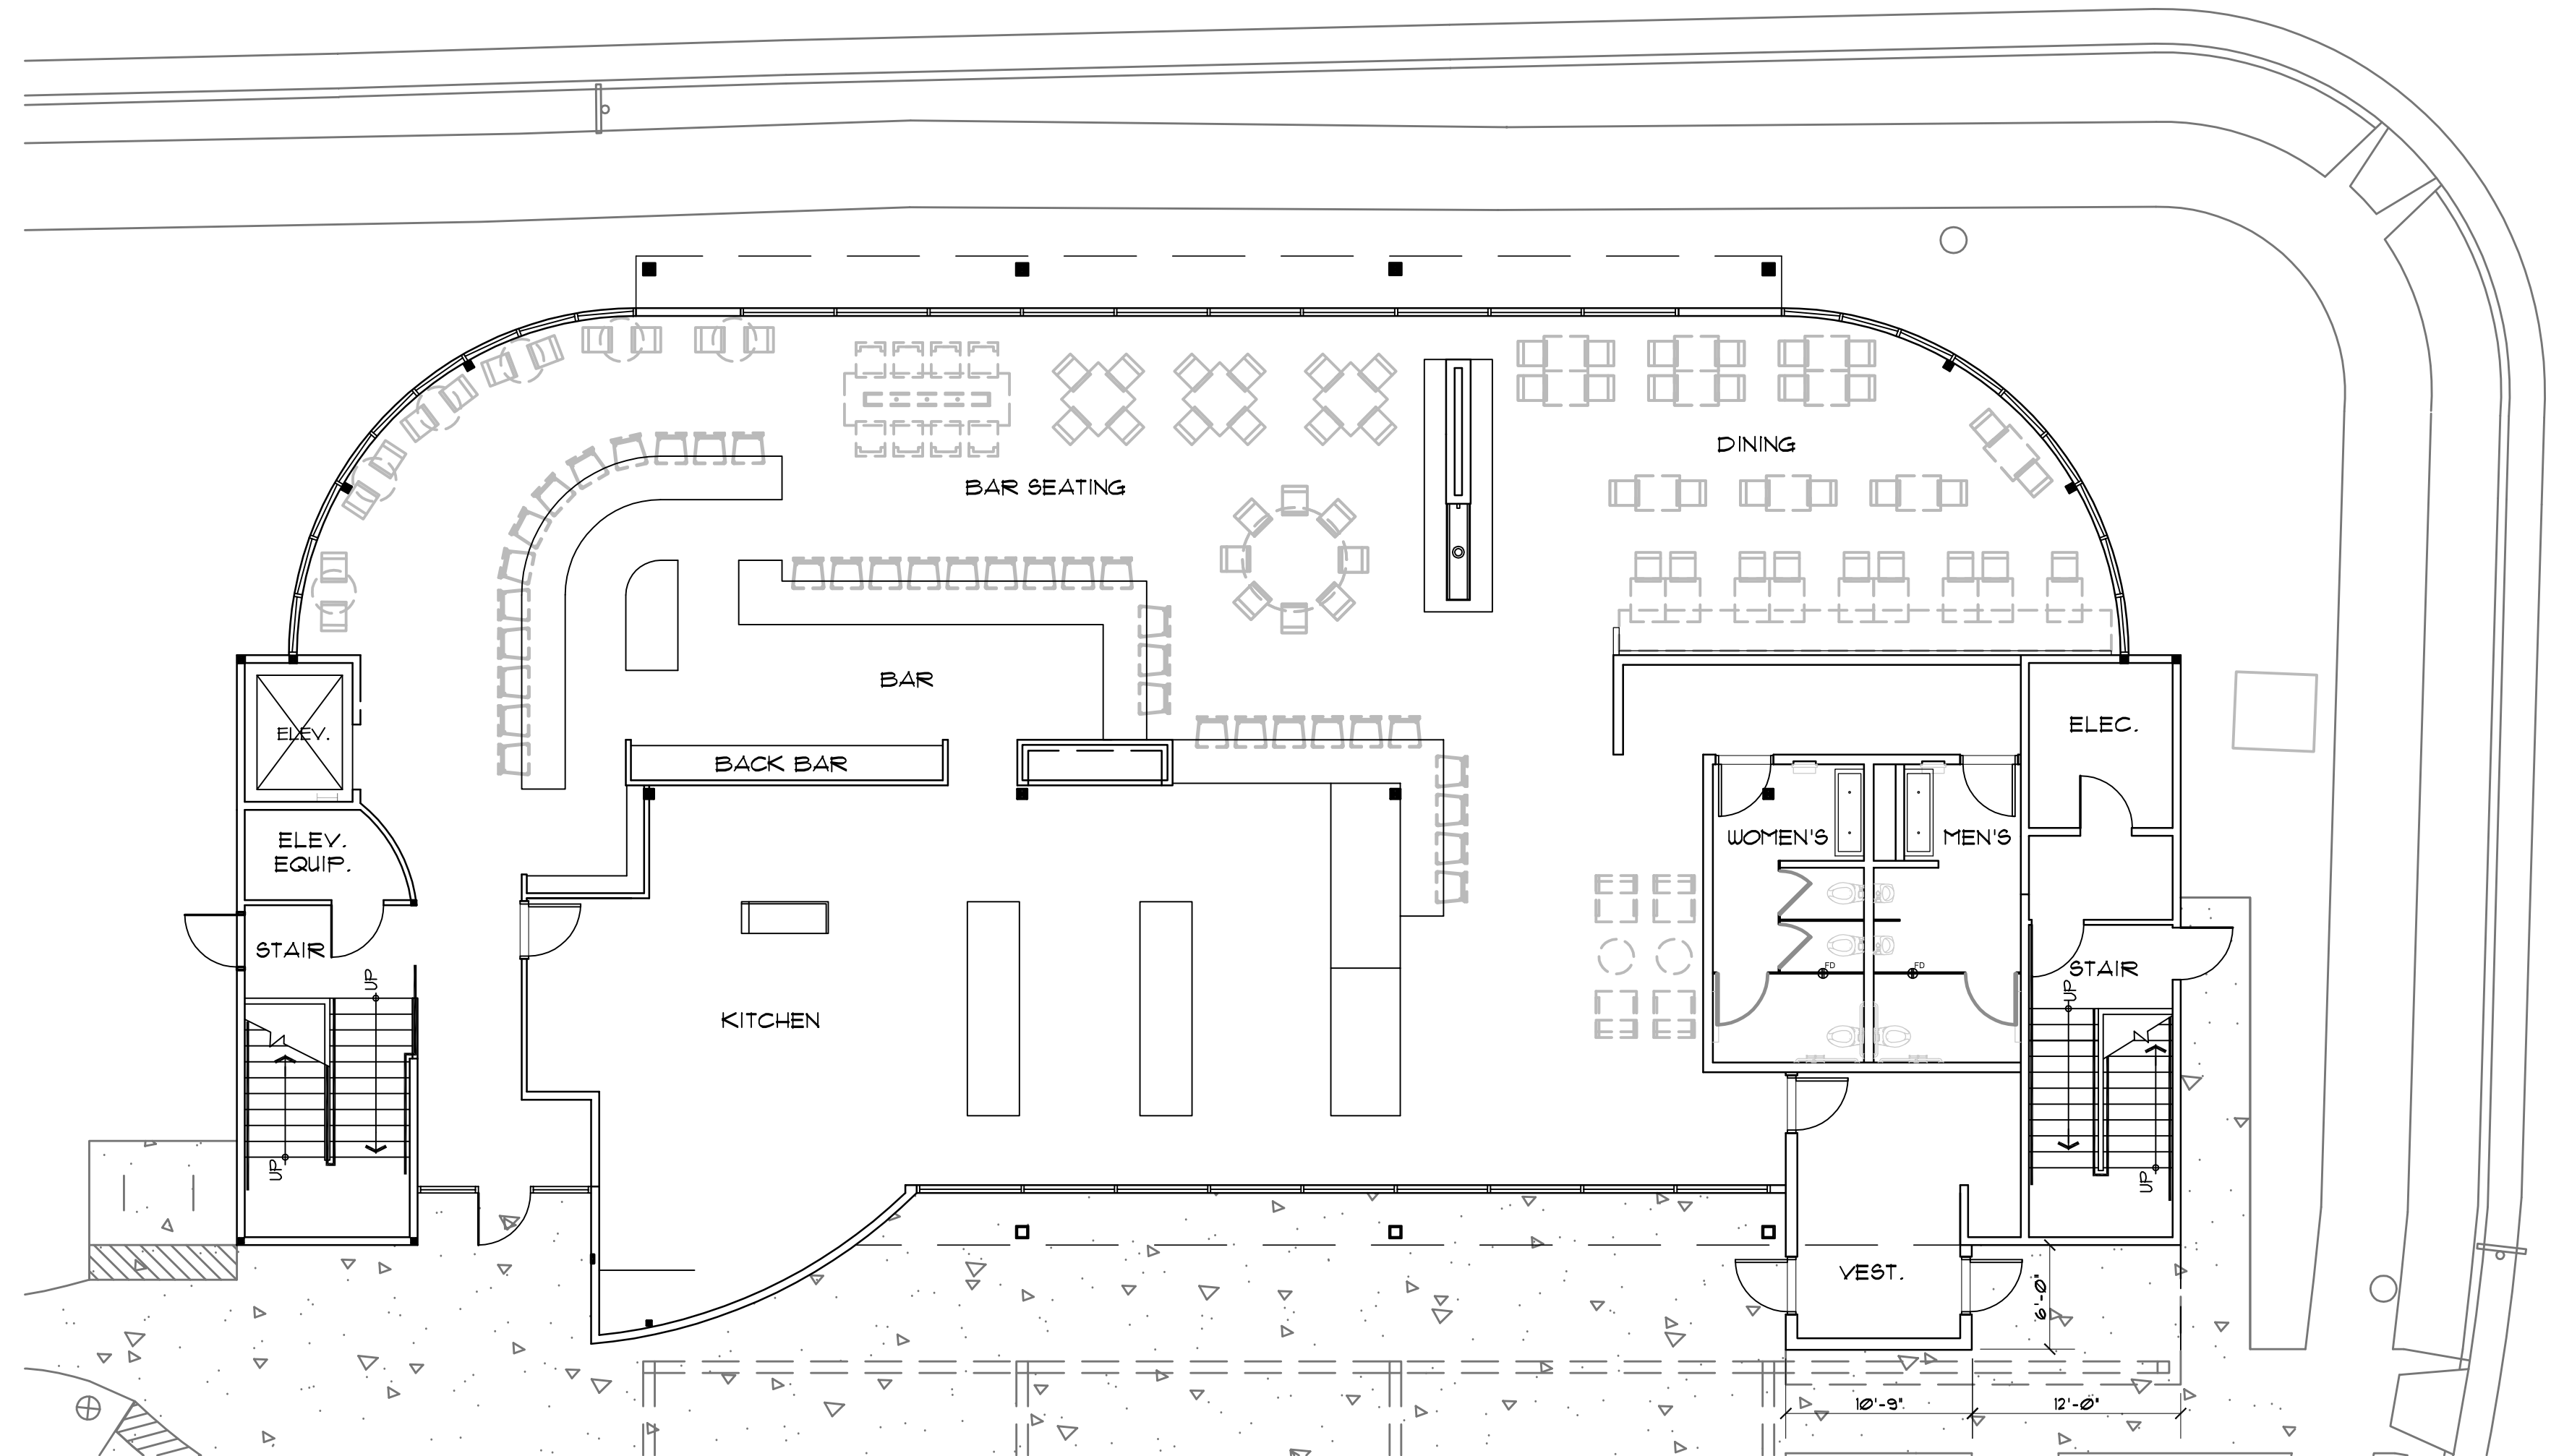 DINING
BAR SEATING
BAR
ELEV.
BACK BAR
ELEC.
ELEV.
EQUIP.
WOMEN'S
MEN'S
STAIR
UP
FD
FD
STAIR
UP
KITCHEN
UP
UP
VEST.
6'-0"
10'-9"
12'-0"